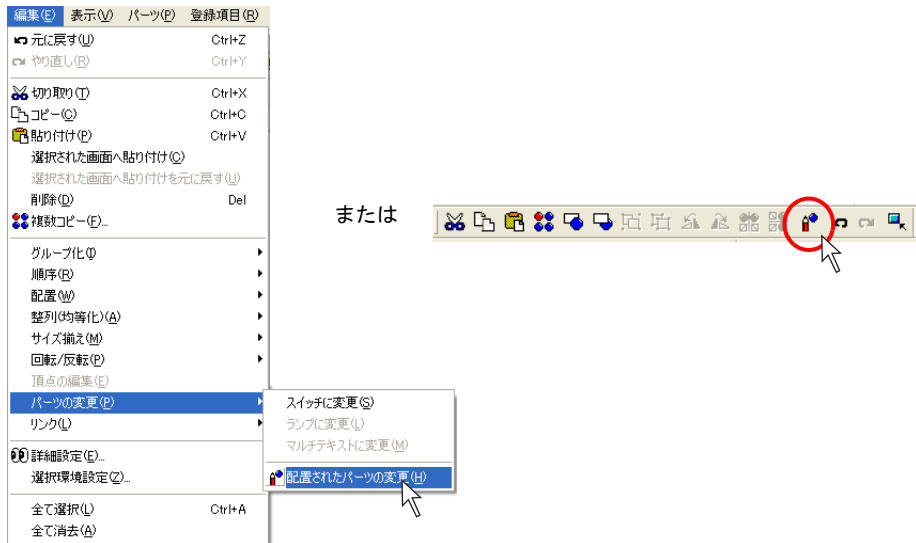 編集(E) 表示(V) パーツ(P) 登録項目(R)
元に戻す(U) Ctrl+Z
やり直し(R) Ctrl+Y
切り取り(T) Ctrl+X
コピー(C) Ctrl+C
貼り付け(P) Ctrl+V
選択された画面へ貼り付け(C)
選択された画面へ貼り付けを元に戻す(U)
削除(D) Del
複数コピー(F)...
グループ化(I)
順序(R)
配置(W)
整列(均等化)(A)
サイズ揃え(M)
回転/反転(P)
頂点の編集(E)
パーツの変更(P)
リンク(L)
詳細設定(E)...
選択環境設定(Z)...
全て選択(L) Ctrl+A
全て消去(A)
スイッチに変更(S)
ランプに変更(L)
マルチテキストに変更(M)
配置されたパーツの変更(H)
または